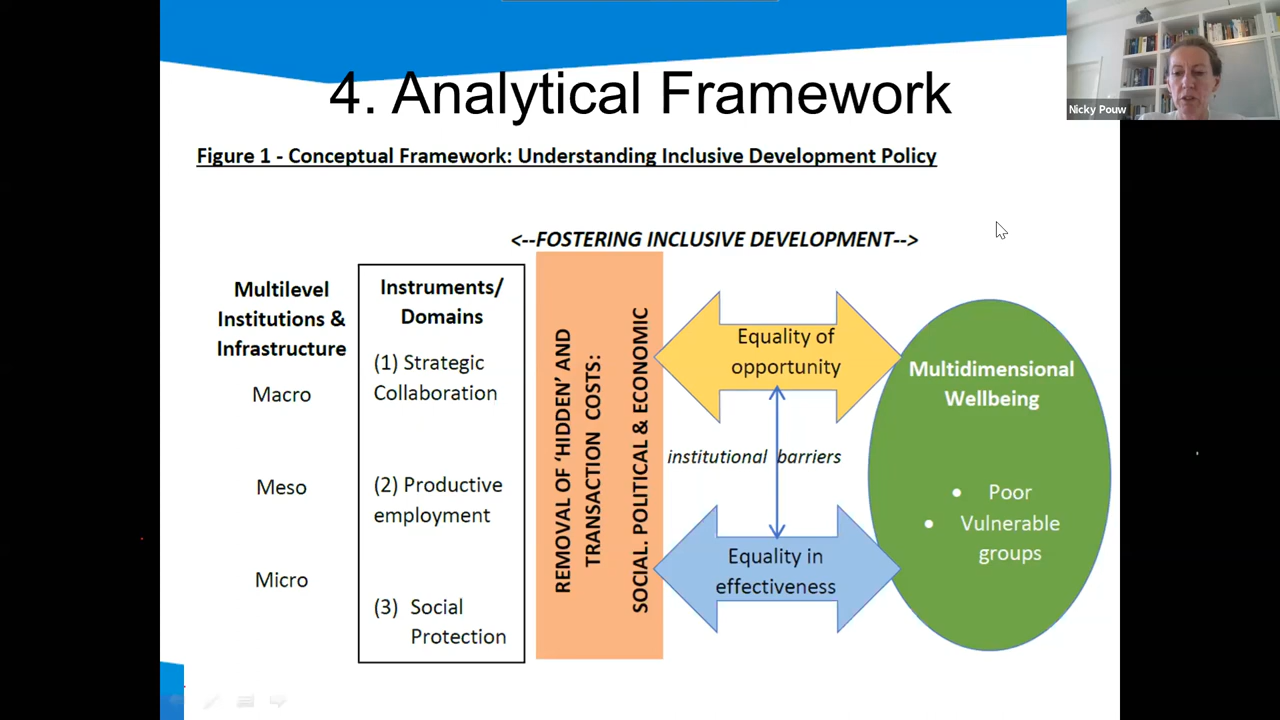 4. Analytical Framework
Nicky Pouw
Figure 1 - Conceptual Framework: Understanding Inclusive Development Policy
<--FOSTERING INCLUSIVE DEVELOPMENT-->
Multilevel
Institutions &
Infrastructure
Macro
Meso
Micro
Instruments/
Domains
(1) Strategic
Collaboration
(2) Productive
employment
(3) Social
Protection
REMOVAL OF 'HIDDEN' AND
TRANSACTION COSTS:
SOCIAL. POLITICAL & ECONOMIC
Equality of
opportunity
institutional barriers
Equality in
effectiveness
Multidimensional
Wellbeing
• Poor
• Vulnerable
groups